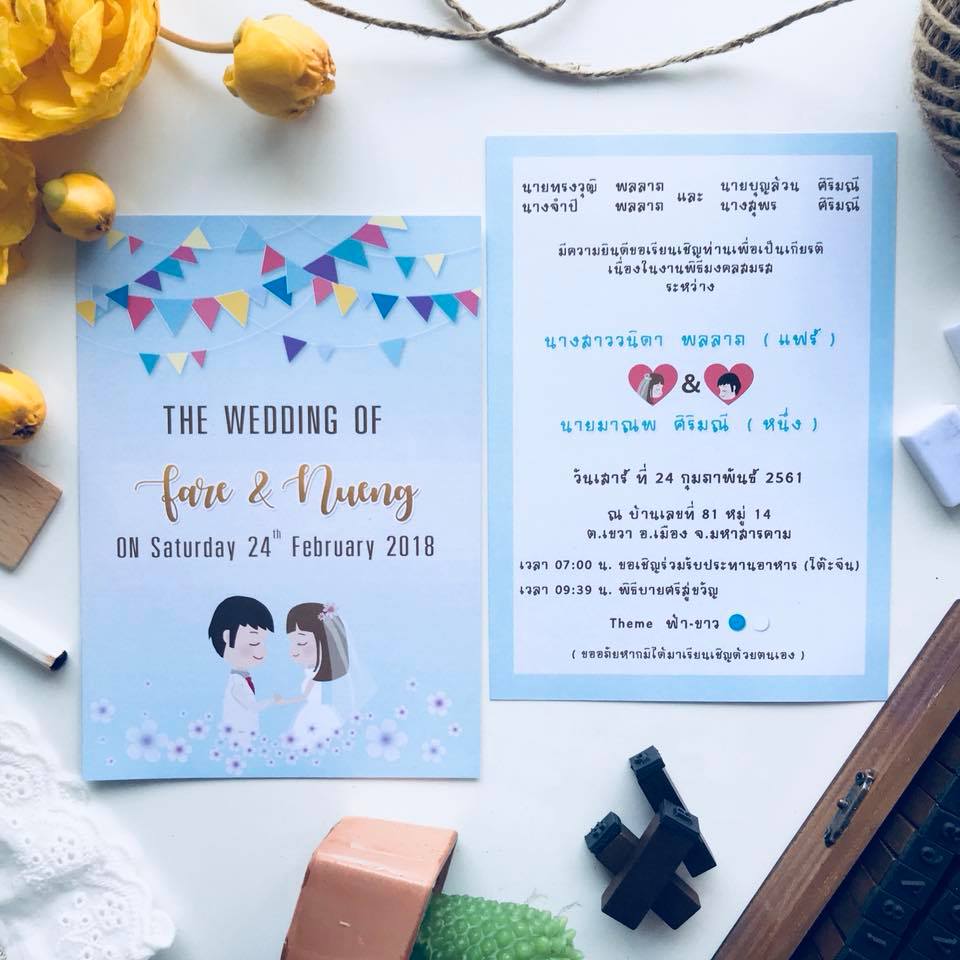 THE WEDDING OF
Fare & Nueng
ON Saturday 24th February 2018
นายทรงวุฒิ พลลาภ และ นายบุญล้วน ศิริมณี
นางจำปี พลลาภ นางสุพร ศิริมณี
มีความยินดีขอเรียนเชิญท่านเพื่อเป็นเกียรติ
เนื่องในงานพิธีมงคลสมรส
ระหว่าง
นางสาววนิดา พลลาภ ( แฟร์ )
&
นายมาณพ ศิริมณี ( หนึ่ง )
วันเสาร์ ที่ 24 กุมภาพันธ์ 2561
ณ บ้านเลขที่ 81 หมู่ 14
ต.เขวา อ.เมือง จ.มหาสารคาม
เวลา 07:00 น. ขอเชิญร่วมรับประทานอาหาร (โต๊ะจีน)
เวลา 09:39 น. พิธีบายศรีสู่ขวัญ
Theme ฟ้า-ขาว
( ขออภัยหากมิได้มาเรียนเชิญด้วยตนเอง )